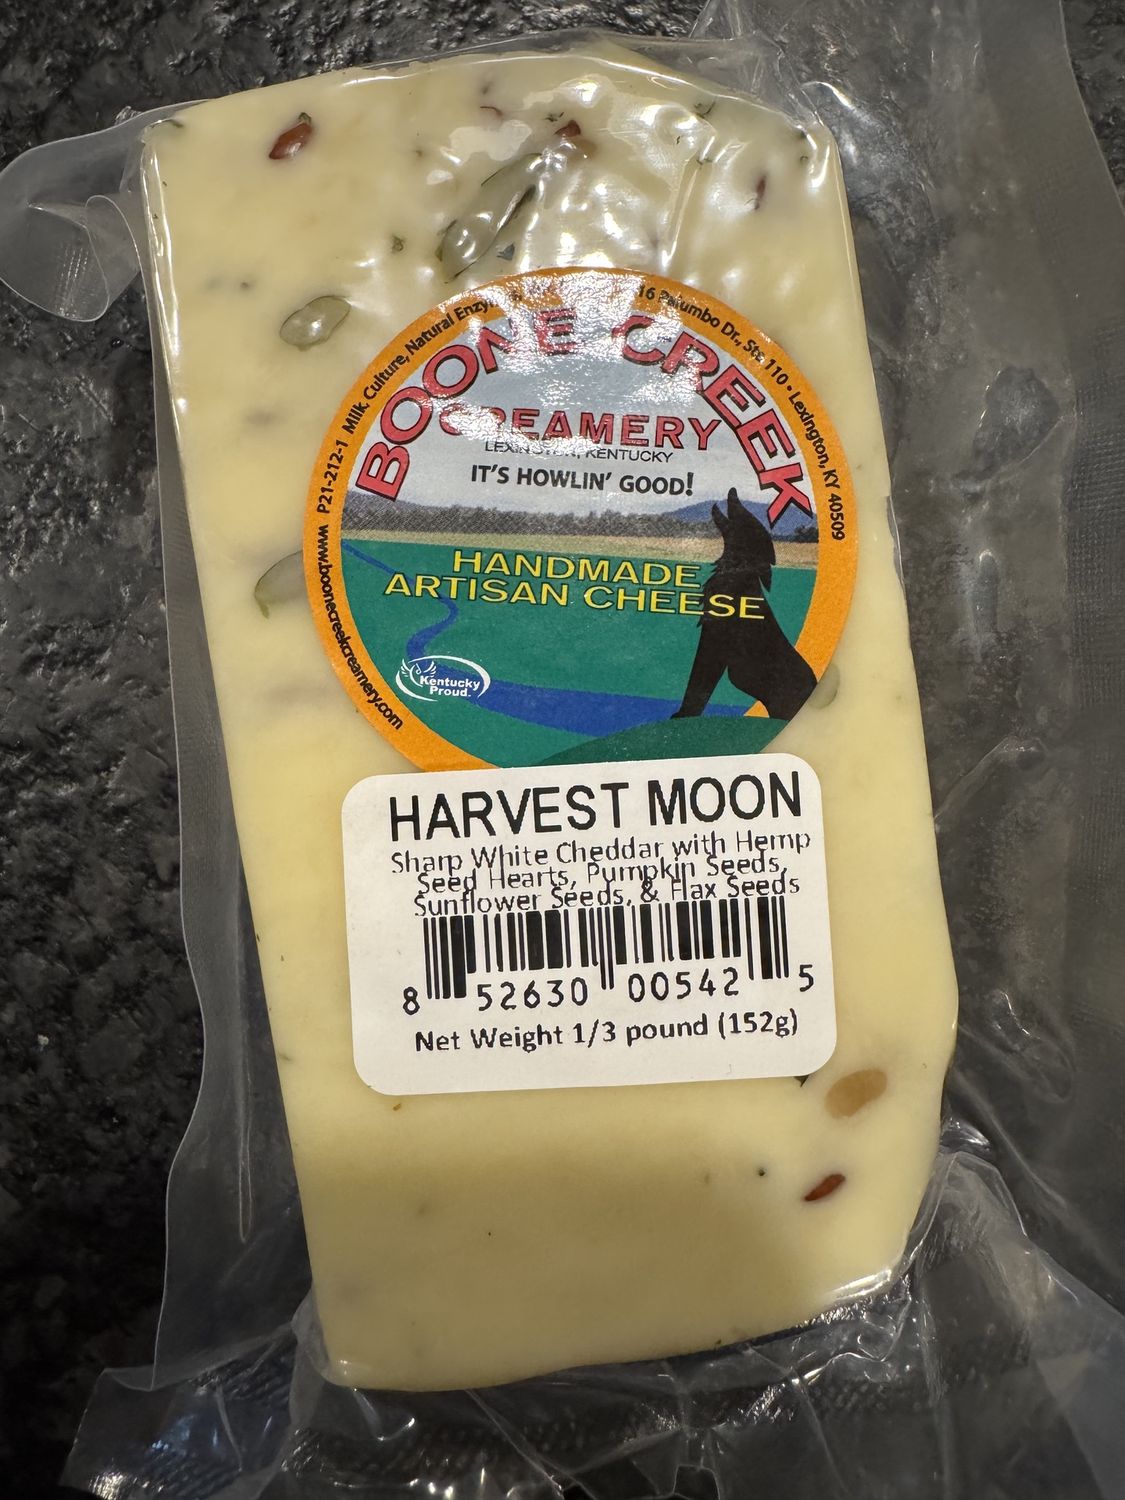 www.boonecreekcreamery.com P21-212-1 Milk, Culture, Natural
Palumbo Dr., Ste 110 • Lexington, KY 40509
BOONE CREEK
CREAMERY
LEXINGTON, KENTUCKY
IT'S HOWLIN' GOOD!
HANDMADE
ARTISAN CHEESE
Kentucky
Proud
HARVEST MOON
Sharp White Cheddar with Hemp
Seed Hearts, Pumpkin Seeds,
Sunflower Seeds, & Flax Seeds
8 52630 00542 5
Net Weight 1/3 pound (152g)